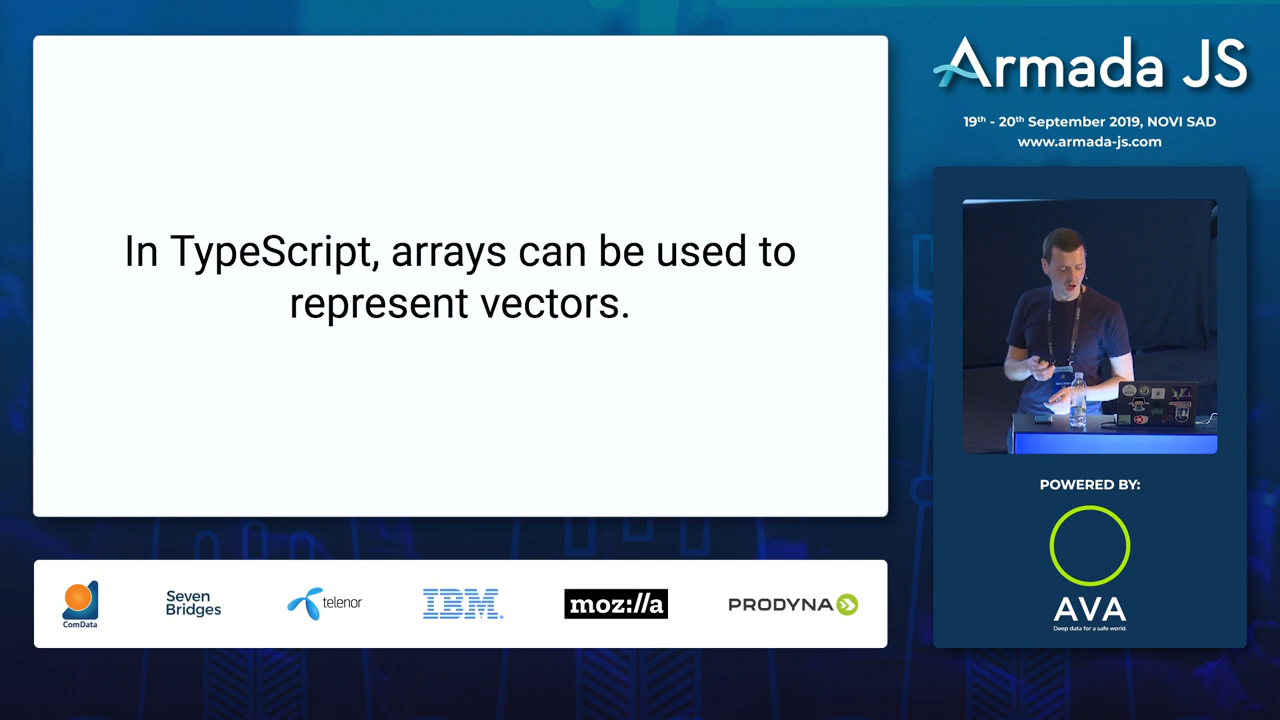 In TypeScript, arrays can be used to
represent vectors.
Armada JS
19th - 20th September 2019, NOVI SAD
www.armada-js.com
POWERED BY:
AVA
Deep data for a safe world.
ComData
Seven
Bridges
telenor
IBM
moz://a
PRODYNA